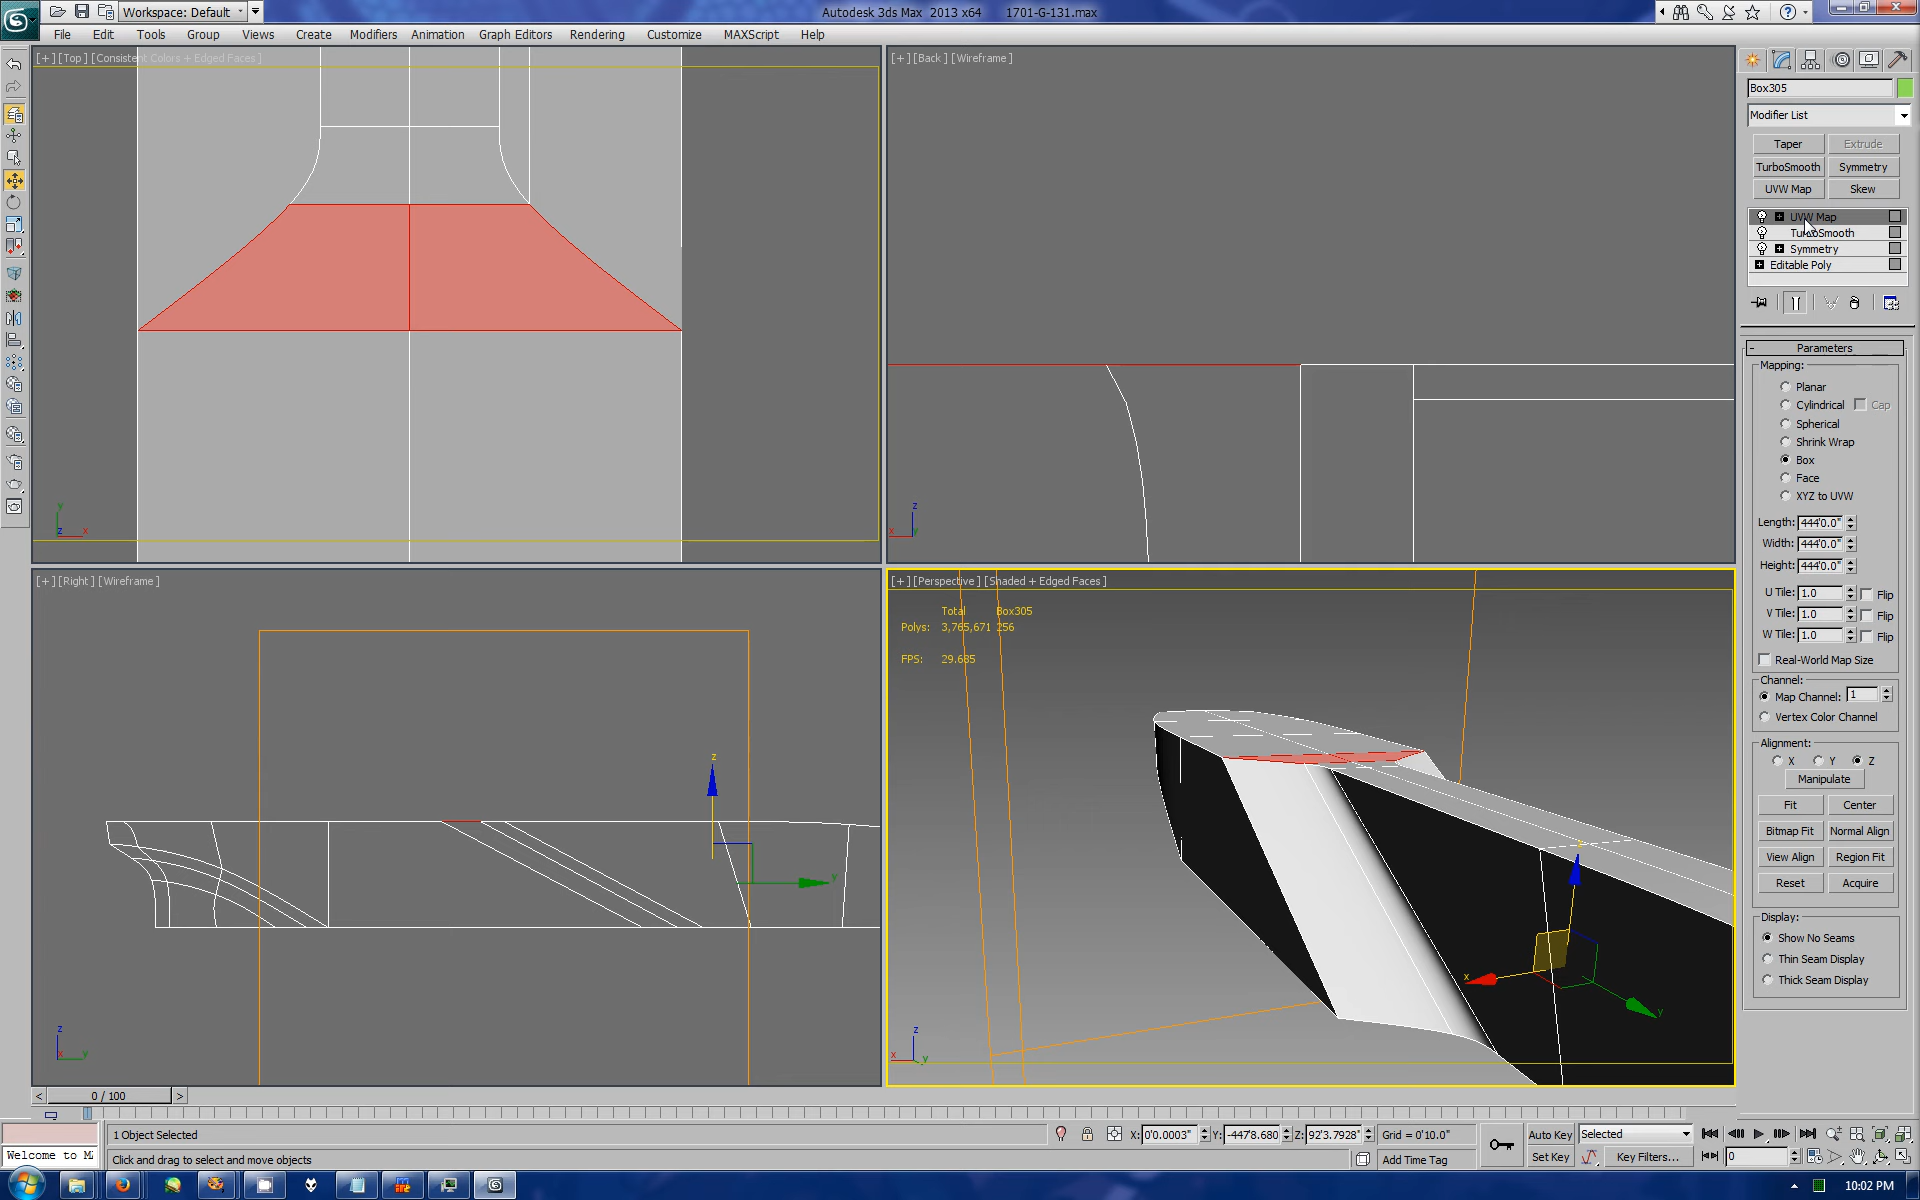 Workspace: Default
Autodesk 3ds Max 2013 x64 1701-G-131.max
File Edit Tools Group Views Create Modifiers Animation Graph Editors Rendering Customize MAXScript Help
[+][Top][Consistent Colors + Edged Faces]
[+][Back][Wireframe]
Box305
Modifier List
Taper Extrude
TurboSmooth Symmetry
UVW Map Skew
UVW Map
TurboSmooth
Symmetry
Editable Poly
- Parameters
Mapping:
Planar
Cylindrical Cap
Spherical
Shrink Wrap
Box
Face
XYZ to UVW
Length: 444'0.0"
Width: 444'0.0"
Height: 444'0.0"
U Tile: 1.0 Flip
V Tile: 1.0 Flip
W Tile: 1.0 Flip
Real-World Map Size
Channel:
Map Channel: 1
Vertex Color Channel
Alignment:
X Y Z
Manipulate
Fit Center
Bitmap Fit Normal Align
View Align Region Fit
Reset Acquire
Display:
Show No Seams
Thin Seam Display
Thick Seam Display
y
z x
z
x y
[+][Right][Wireframe]
z
y
z
x y
[+][Perspective][Shaded + Edged Faces]
Total Box305
Polys: 3,765,671 256
FPS: 29.685
z
x
y
z
x y
< 0 / 100 >
1 Object Selected
X: 0'0.0003" Y: -447'8.680 Z: 92'3.7928" Grid = 0'10.0"
Auto Key Selected
Welcome to M
Click and drag to select and move objects
Add Time Tag
Set Key Key Filters... 0
10:02 PM